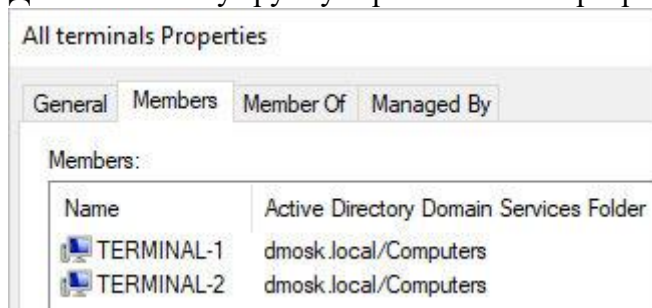 All terminals Properties
General Members Member Of Managed By
Members:
Name Active Directory Domain Services Folder
TERMINAL-1 dmosk.local/Computers
TERMINAL-2 dmosk.local/Computers